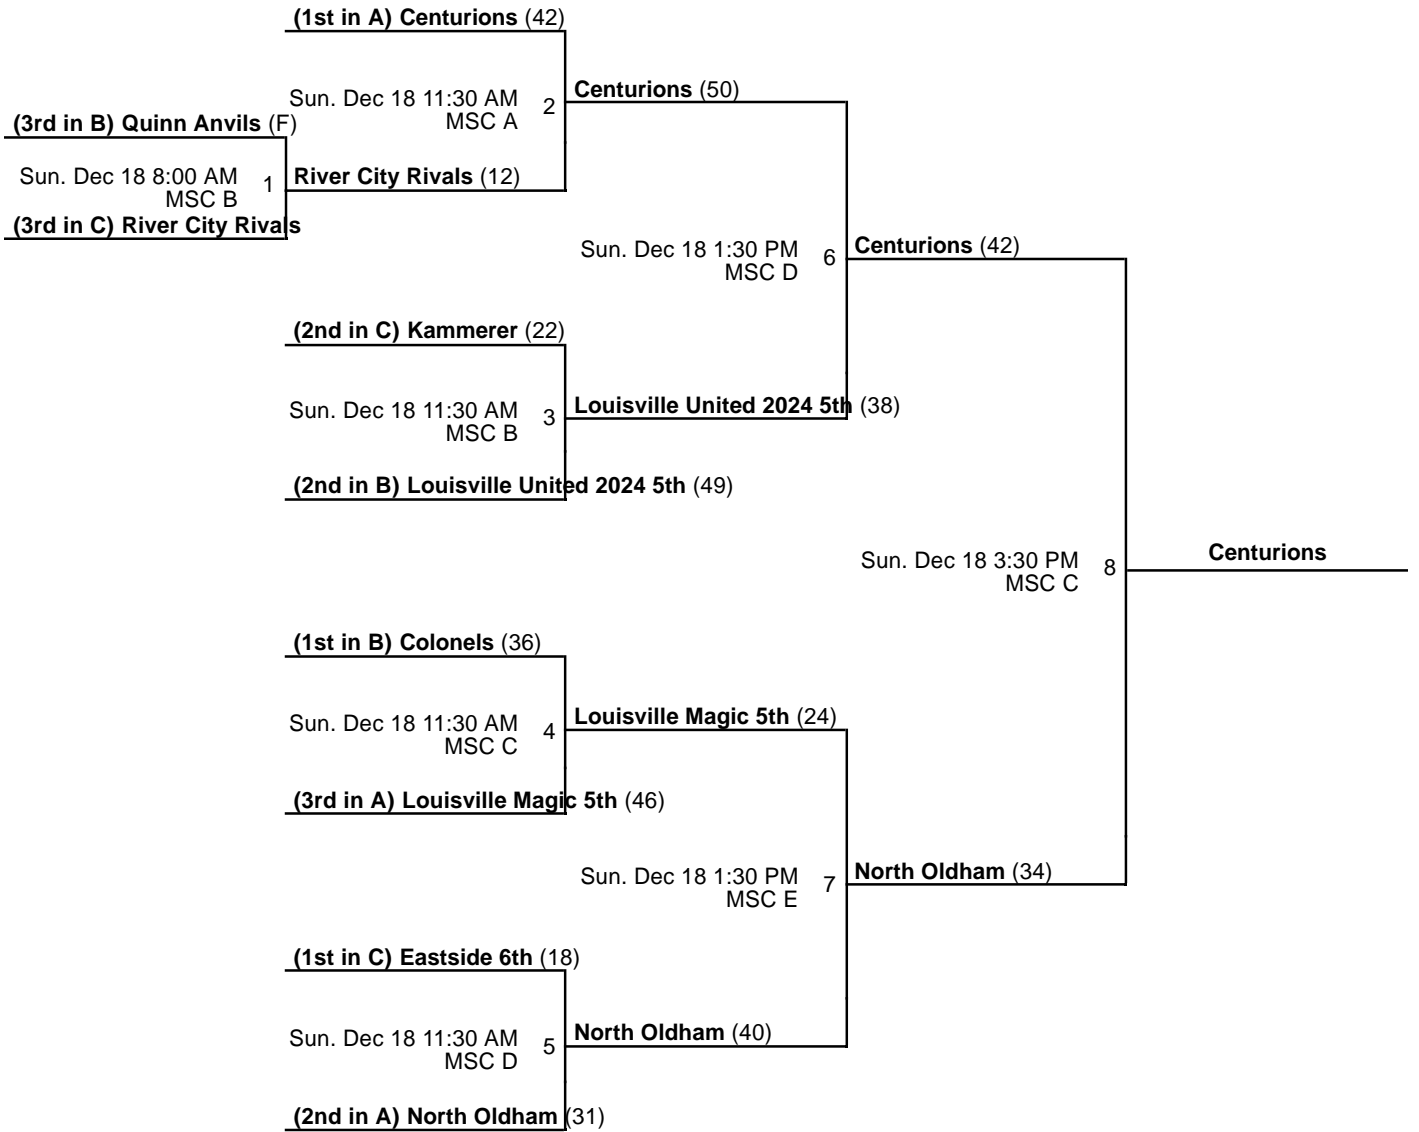 (1st in A) Centurions (42)
Sun. Dec 18 11:30 AM
MSC A
2
Centurions (50)
(3rd in B) Quinn Anvils (F)
Sun. Dec 18 8:00 AM
MSC B
1
River City Rivals (12)
(3rd in C) River City Rivals
Sun. Dec 18 1:30 PM
MSC D
6
Centurions (42)
(2nd in C) Kammerer (22)
Sun. Dec 18 11:30 AM
MSC B
3
Louisville United 2024 5th (38)
(2nd in B) Louisville United 2024 5th (49)
Sun. Dec 18 3:30 PM
MSC C
8
Centurions
(1st in B) Colonels (36)
Sun. Dec 18 11:30 AM
MSC C
4
Louisville Magic 5th (24)
(3rd in A) Louisville Magic 5th (46)
Sun. Dec 18 1:30 PM
MSC E
7
North Oldham (34)
(1st in C) Eastside 6th (18)
Sun. Dec 18 11:30 AM
MSC D
5
North Oldham (40)
(2nd in A) North Oldham (31)